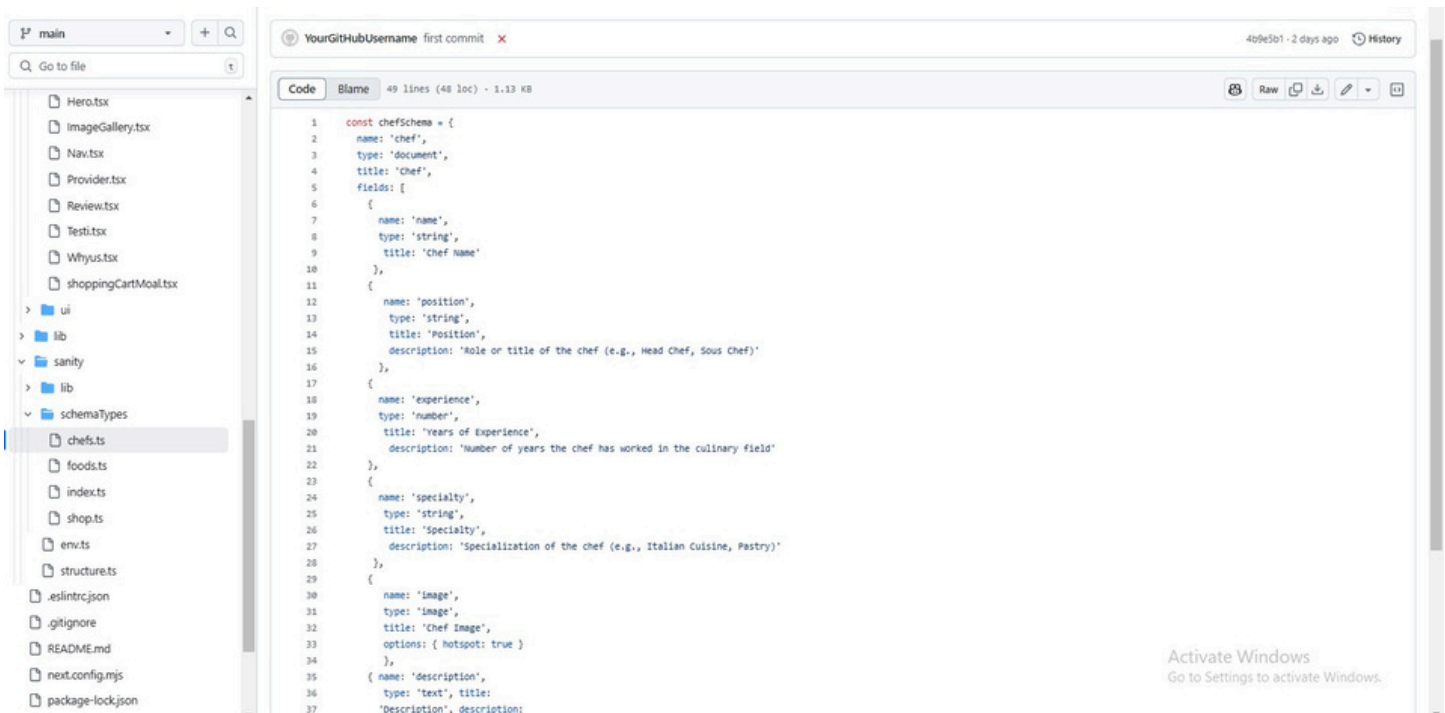 main
Go to file
t
Hero.tsx
ImageGallery.tsx
Nav.tsx
Provider.tsx
Review.tsx
Testi.tsx
Whyus.tsx
shoppingCartMoal.tsx
ui
lib
sanity
lib
schemaTypes
chefs.ts
foods.ts
index.ts
shop.ts
env.ts
structure.ts
.eslintrc.json
.gitignore
README.md
next.config.mjs
package-lock.json
YourGitHubUsername first commit
4b9e5b1 · 2 days ago History
Code Blame 49 lines (48 loc) · 1.13 KB
Raw
1 const chefSchema = {
2 name: 'chef',
3 type: 'document',
4 title: 'Chef',
5 fields: [
6 {
7 name: 'name',
8 type: 'string',
9 title: 'Chef Name'
10 },
11 {
12 name: 'position',
13 type: 'string',
14 title: 'Position',
15 description: 'Role or title of the chef (e.g., Head Chef, Sous Chef)'
16 },
17 {
18 name: 'experience',
19 type: 'number',
20 title: 'Years of Experience',
21 description: 'Number of years the chef has worked in the culinary field'
22 },
23 {
24 name: 'specialty',
25 type: 'string',
26 title: 'Specialty',
27 description: 'Specialization of the chef (e.g., Italian Cuisine, Pastry)'
28 },
29 {
30 name: 'image',
31 type: 'image',
32 title: 'Chef Image',
33 options: { hotspot: true }
34 },
35 { name: 'description',
36 type: 'text', title:
37 'Description', description:
Activate Windows
Go to Settings to activate Windows.